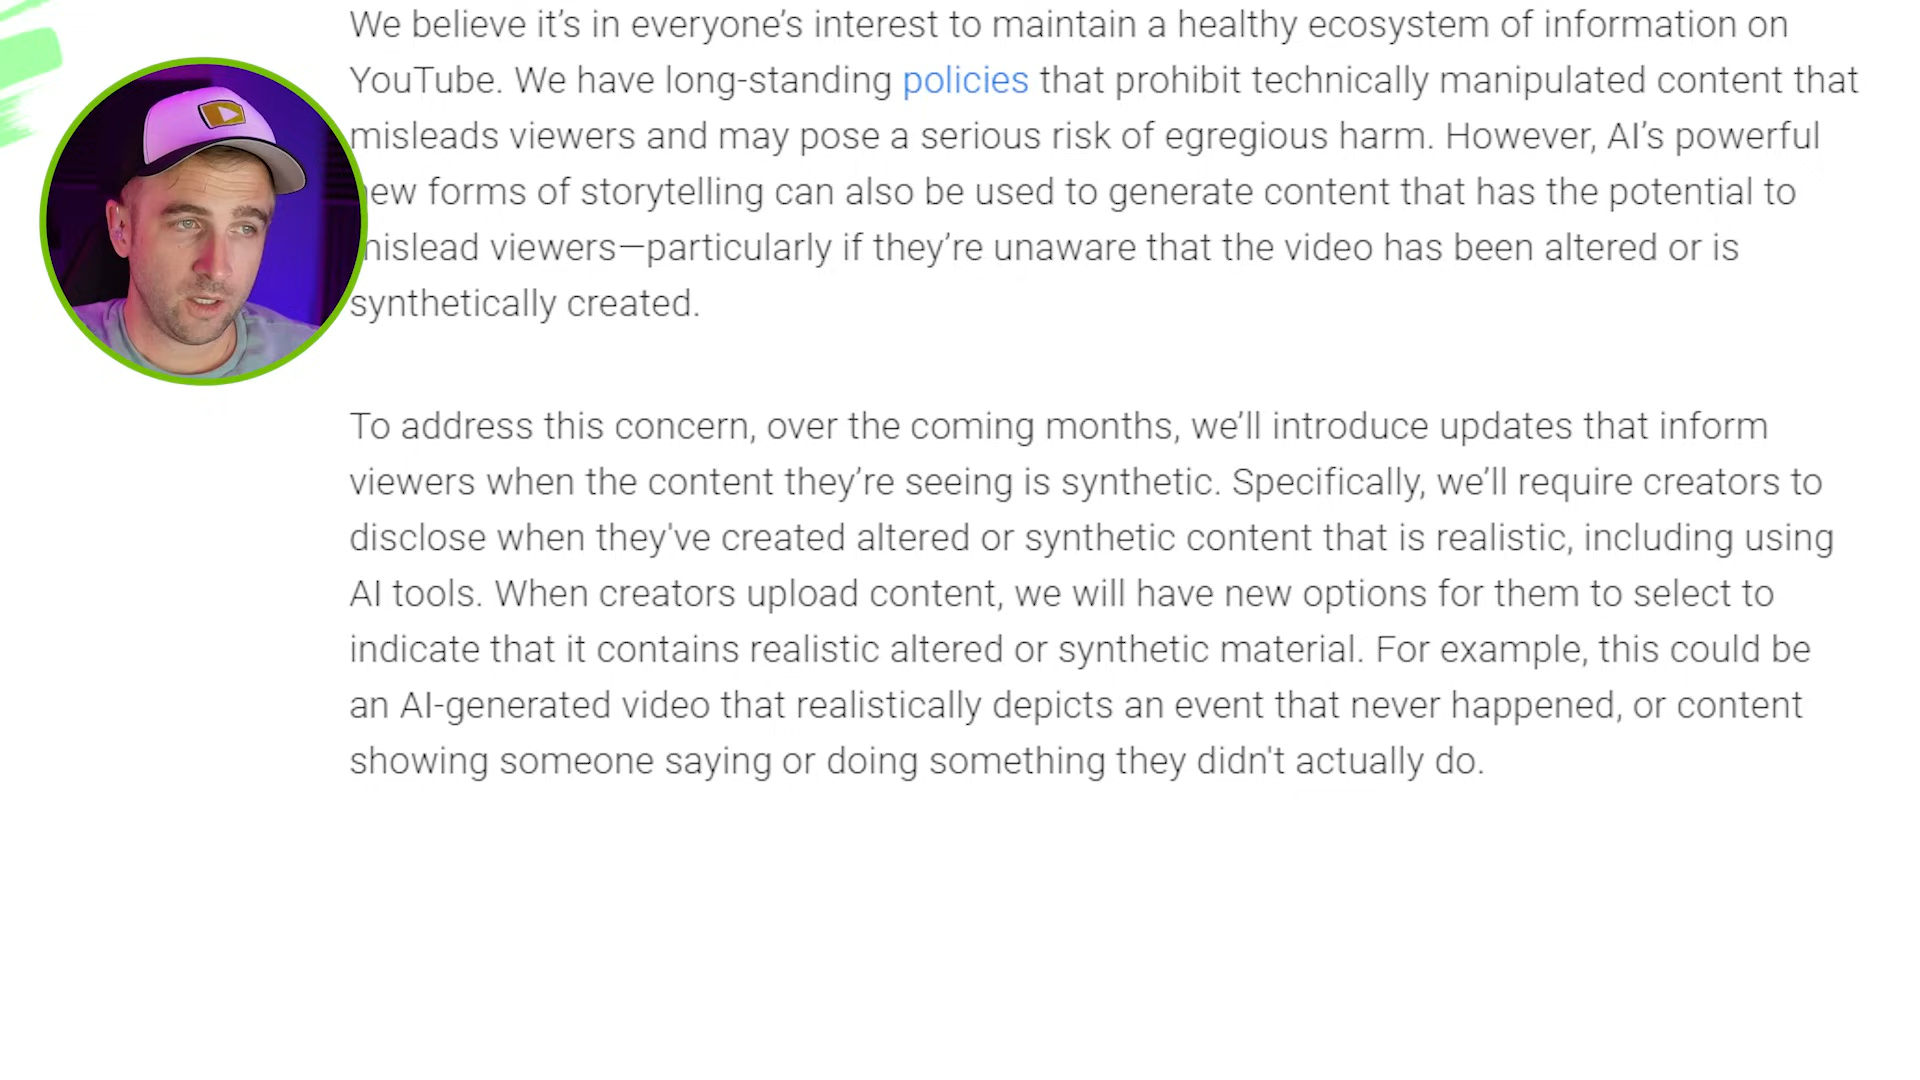 We believe it’s in everyone’s interest to maintain a healthy ecosystem of information on
YouTube. We have long-standing policies that prohibit technically manipulated content that
misleads viewers and may pose a serious risk of egregious harm. However, AI’s powerful
new forms of storytelling can also be used to generate content that has the potential to
mislead viewers—particularly if they’re unaware that the video has been altered or is
synthetically created.
To address this concern, over the coming months, we’ll introduce updates that inform
viewers when the content they’re seeing is synthetic. Specifically, we’ll require creators to
disclose when they've created altered or synthetic content that is realistic, including using
AI tools. When creators upload content, we will have new options for them to select to
indicate that it contains realistic altered or synthetic material. For example, this could be
an AI-generated video that realistically depicts an event that never happened, or content
showing someone saying or doing something they didn't actually do.